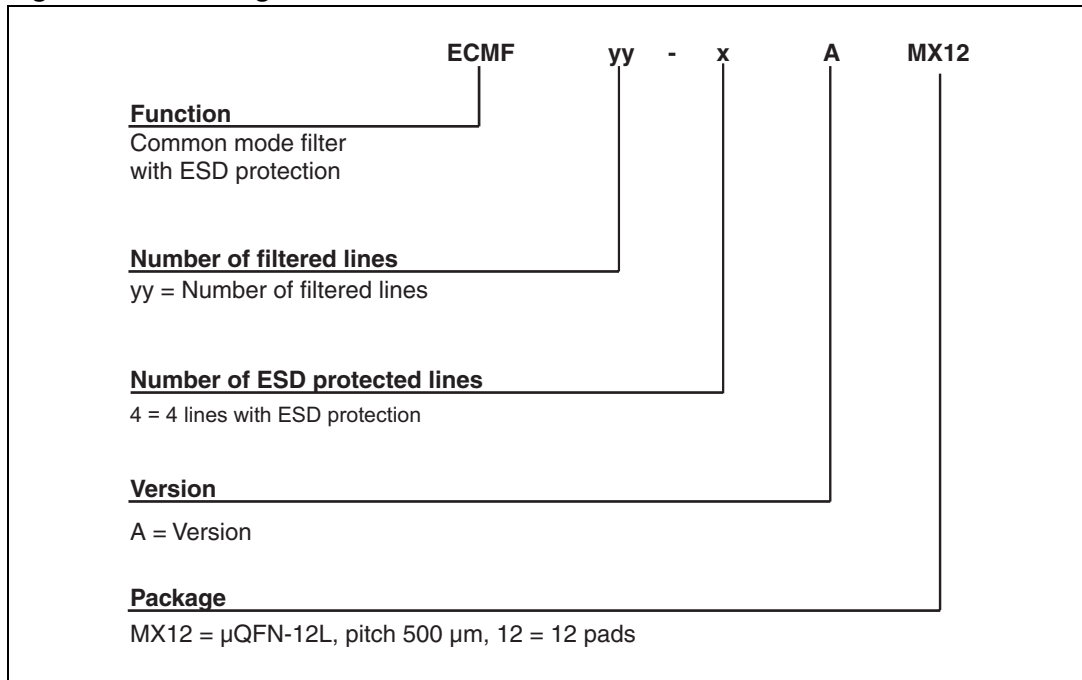 ECMF yy - x A MX12
Function
Common mode filter
with ESD protection
Number of filtered lines
yy = Number of filtered lines
Number of ESD protected lines
4 = 4 lines with ESD protection
Version
A = Version
Package
MX12 = µQFN-12L, pitch 500 µm, 12 = 12 pads